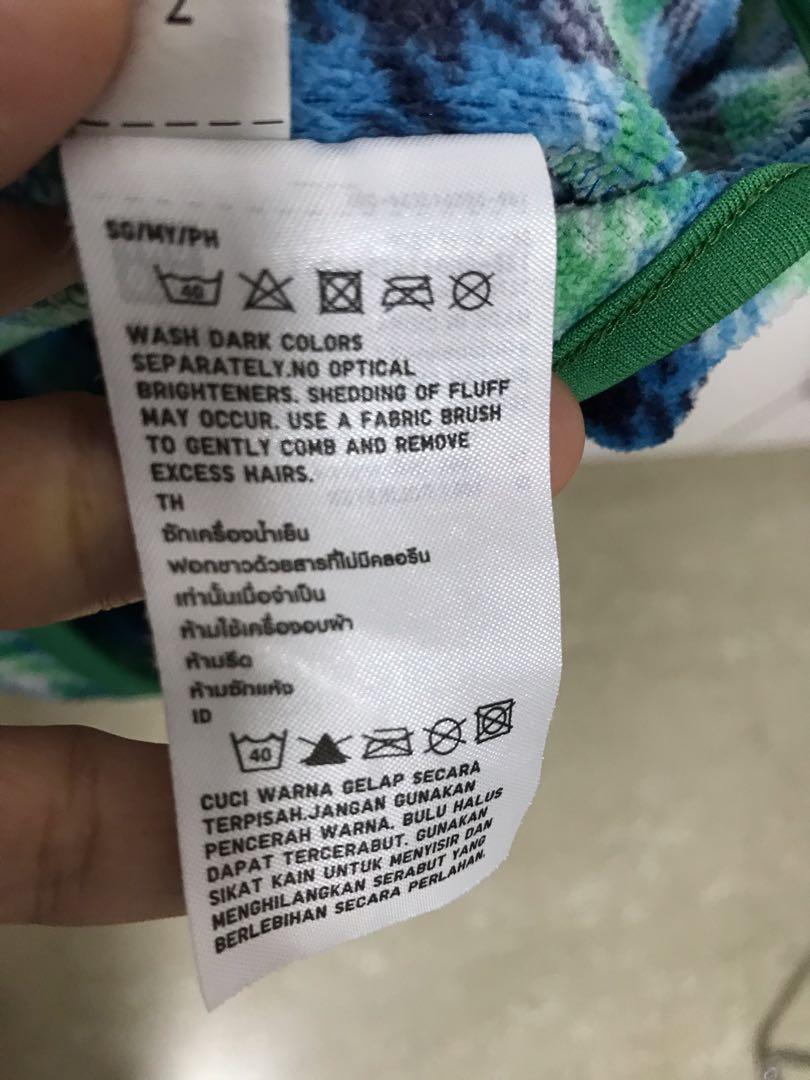 7
SG/MY/PH
40
WASH DARK COLORS
SEPARATELY.NO OPTICAL
BRIGHTENERS. SHEDDING OF FLUFF
MAY OCCUR. USE A FABRIC BRUSH
TO GENTLY COMB AND REMOVE
EXCESS HAIRS.
TH
ซักเครื่องน้ำเย็น
ฟอกขาวด้วยสารที่ไม่มีคลอรีน
เท่านั้นเมื่อจำเป็น
ห้ามใช้เครื่องอบผ้า
ห้ามรีด
ห้ามซักแห้ง
ID
40
CUCI WARNA GELAP SECARA
TERPISAH.JANGAN GUNAKAN
PENCERAH WARNA. BULU HALUS
DAPAT TERCERABUT. GUNAKAN
SIKAT KAIN UNTUK MENYISIR DAN
MENGHILANGKAN SERABUT YANG
BERLEBIHAN SECARA PERLAHAN.